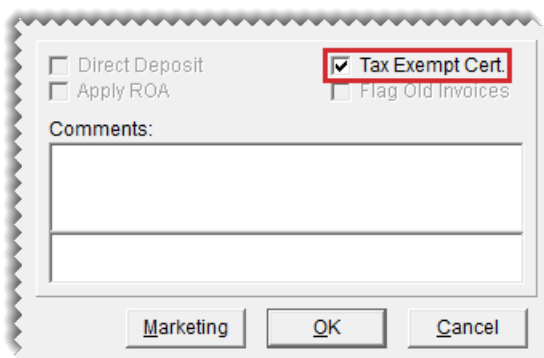 Direct Deposit Tax Exempt Cert.
Apply ROA Flag Old Invoices
Comments:
Marketing OK Cancel